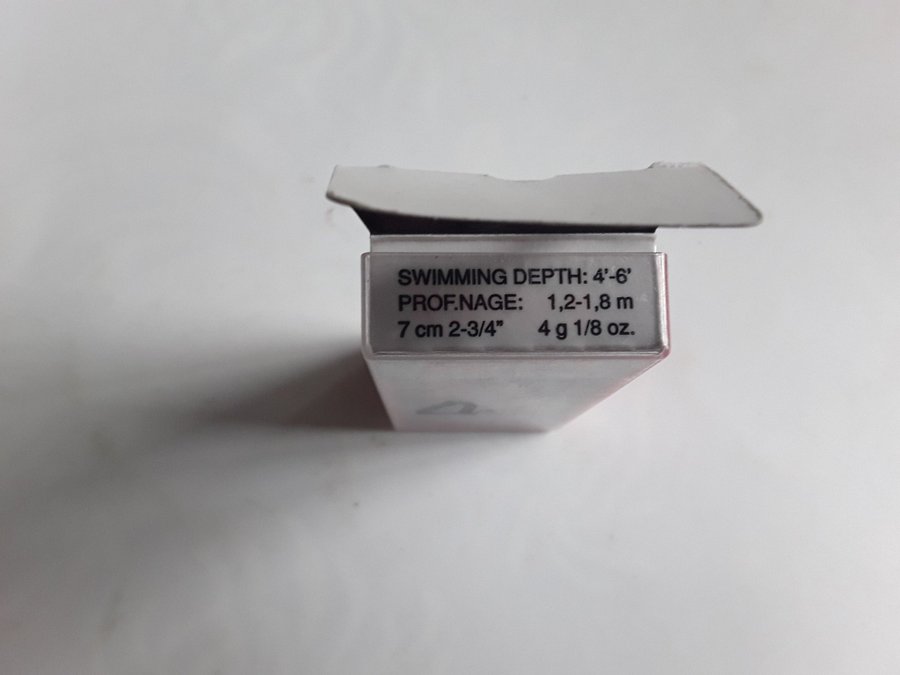 SWIMMING DEPTH: 4'-6'
PROF.NAGE: 1,2-1,8 m
7 cm 2-3/4" 4 g 1/8 oz.